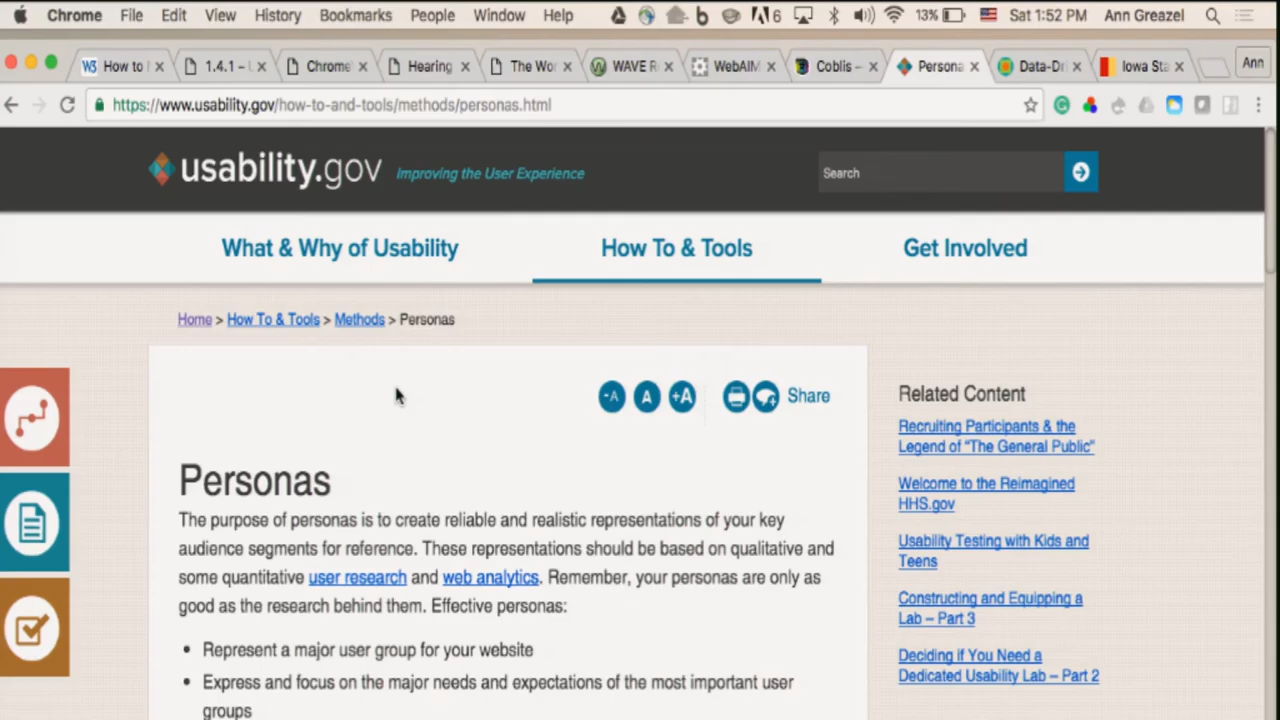 Chrome File Edit View History Bookmarks People Window Help 6 13% Sat 1:52 PM Ann Greazel
W3 How to 1.4.1 – Chrome Hearing The Wor WAVE R WebAIM Coblis – Persona Data-Dri Iowa Sta Ann
https://www.usability.gov/how-to-and-tools/methods/personas.html
usability.gov Improving the User Experience Search
What & Why of Usability How To & Tools Get Involved
Home > How To & Tools > Methods > Personas
-A A +A Share
Personas
The purpose of personas is to create reliable and realistic representations of your key
audience segments for reference. These representations should be based on qualitative and
some quantitative user research and web analytics. Remember, your personas are only as
good as the research behind them. Effective personas:
• Represent a major user group for your website
• Express and focus on the major needs and expectations of the most important user
groups
Related Content
Recruiting Participants & the
Legend of "The General Public"
Welcome to the Reimagined
HHS.gov
Usability Testing with Kids and
Teens
Constructing and Equipping a
Lab – Part 3
Deciding if You Need a
Dedicated Usability Lab – Part 2